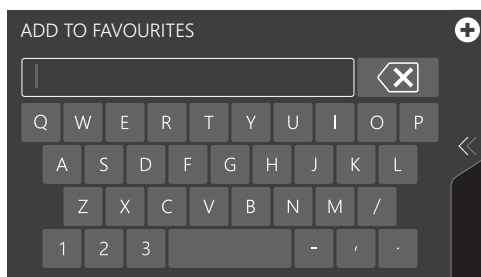 ADD TO FAVOURITES
Q W E R T Y U I O P
A S D F G H J K L
Z X C V B N M /
1 2 3 - , .